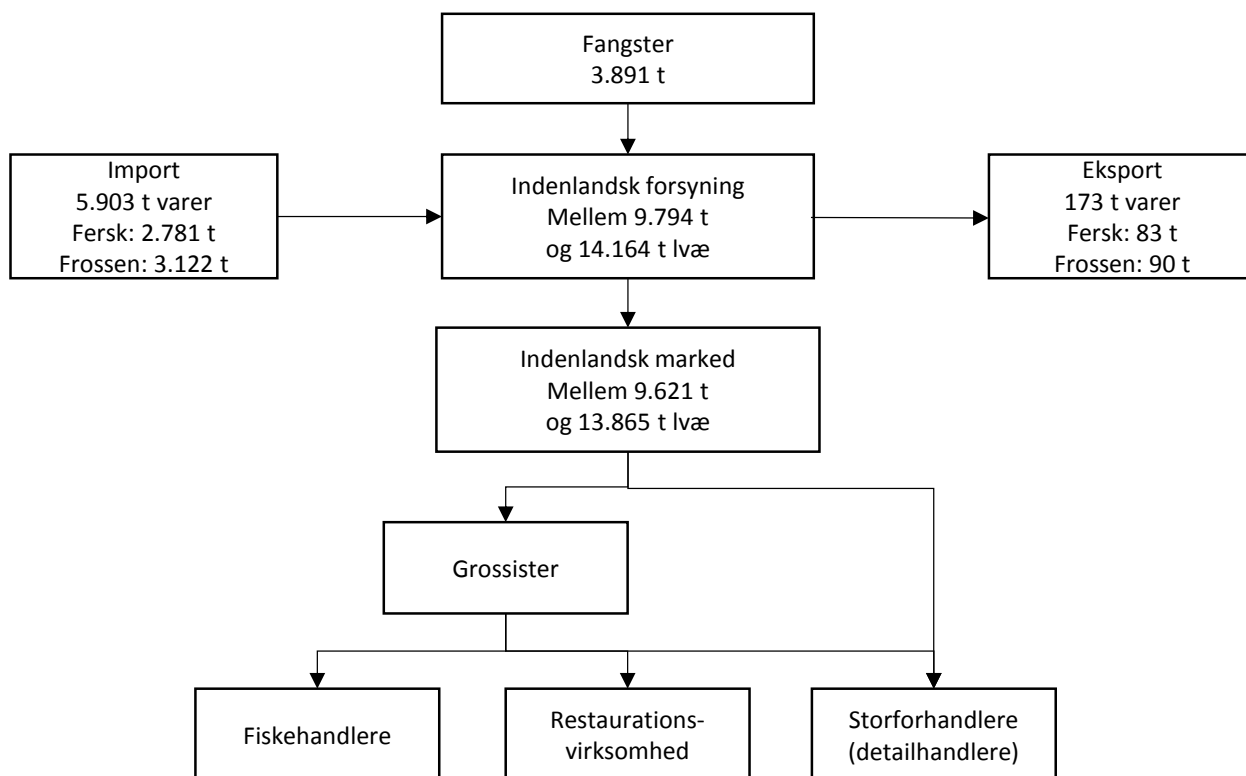 Fangster
3.891 t
Import
5.903 t varer
Fersk: 2.781 t
Frossen: 3.122 t
Indenlandsk forsyning
Mellem 9.794 t
og 14.164 t lvæ
Eksport
173 t varer
Fersk: 83 t
Frossen: 90 t
Indenlandsk marked
Mellem 9.621 t
og 13.865 t lvæ
Grossister
Fiskehandlere
Restaurations-
virksomhed
Storforhandlere
(detailhandlere)